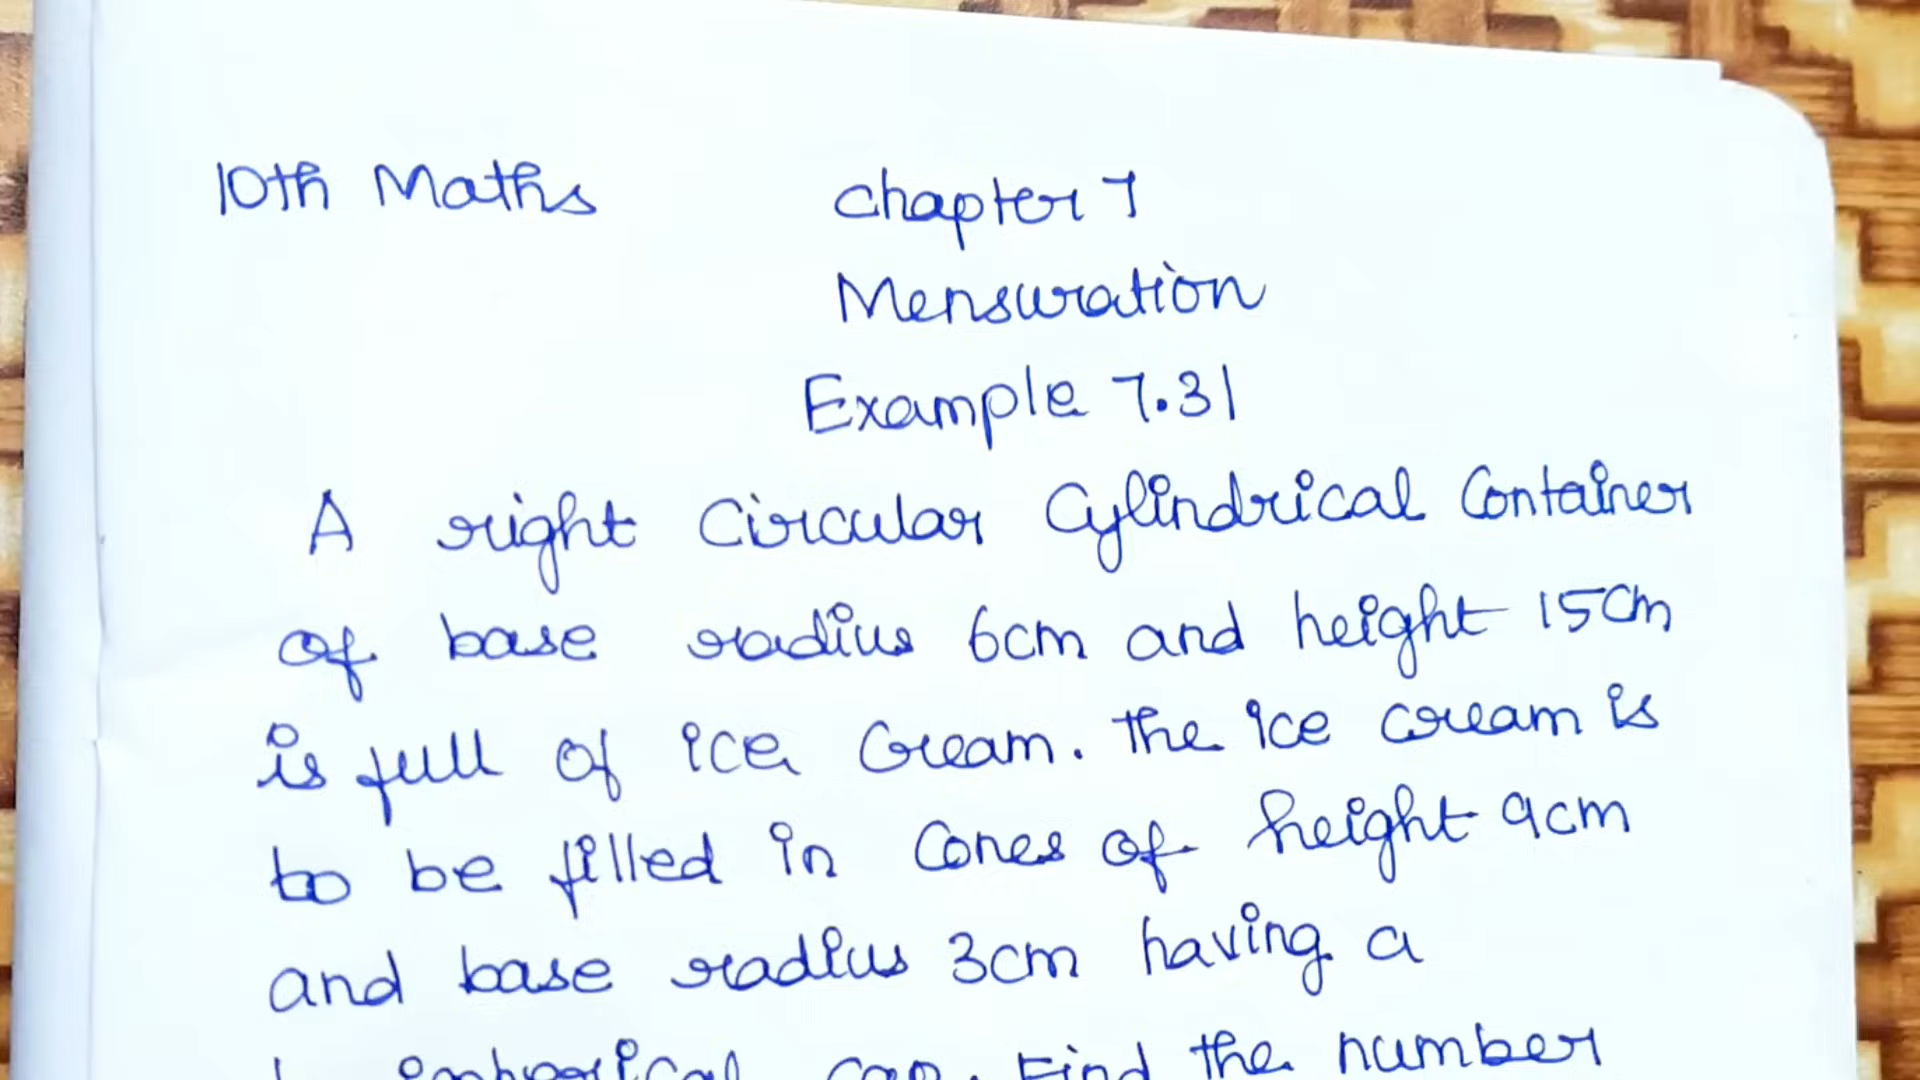 10th Maths chapter 7
Mensuration
Example 7.31
A right Circular Cylindrical Container
of base radius 6cm and height 15cm
is full of ice Cream. The ice cream is
to be filled in Cones of height 9cm
and base radius 3cm having a
cap. Find the number